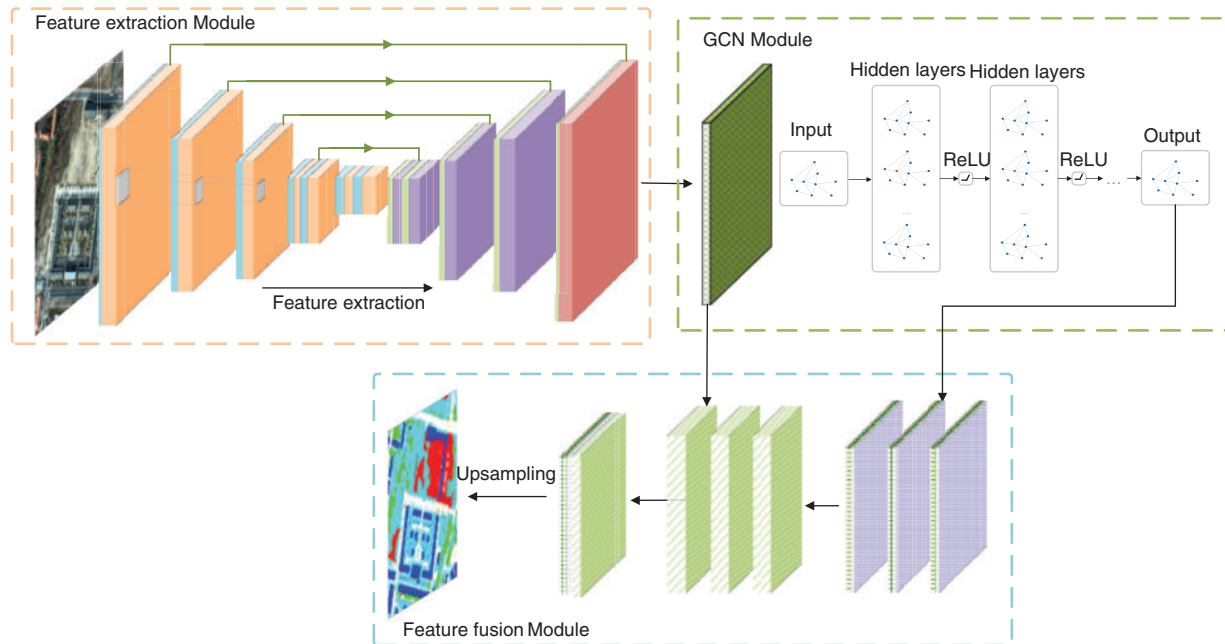 Feature extraction Module
Feature extraction
GCN Module
Hidden layers
Hidden layers
Input
ReLU
ReLU
...
Output
...
...
Upsampling
Feature fusion Module